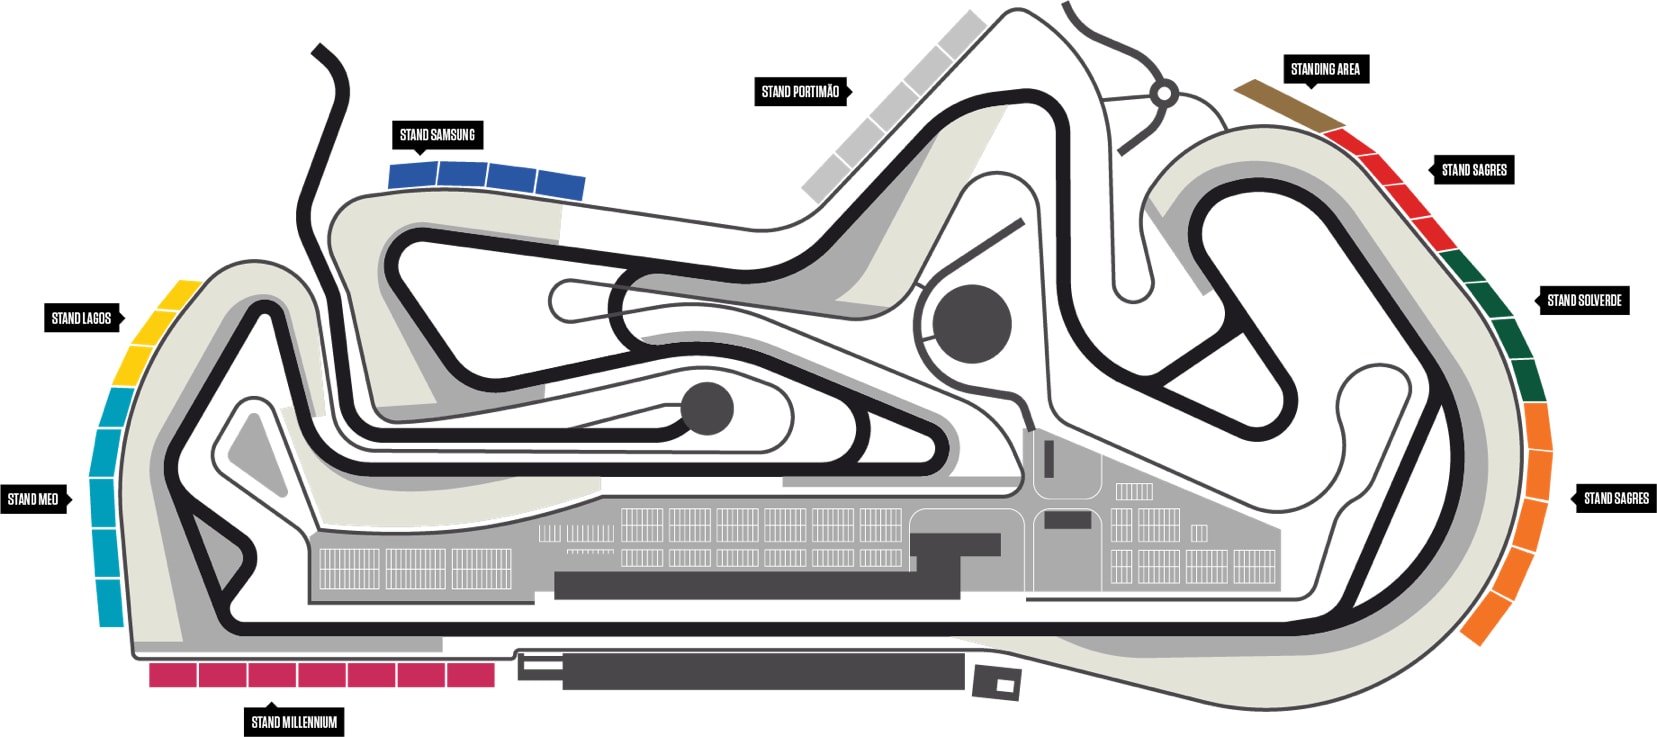 STANDING AREA
STAND PORTIMÃO
STAND SAMSUNG
STAND SAGRES
STAND SOLVERDE
STAND LAGOS
STAND MEO
STAND SAGRES
STAND MILLENNIUM